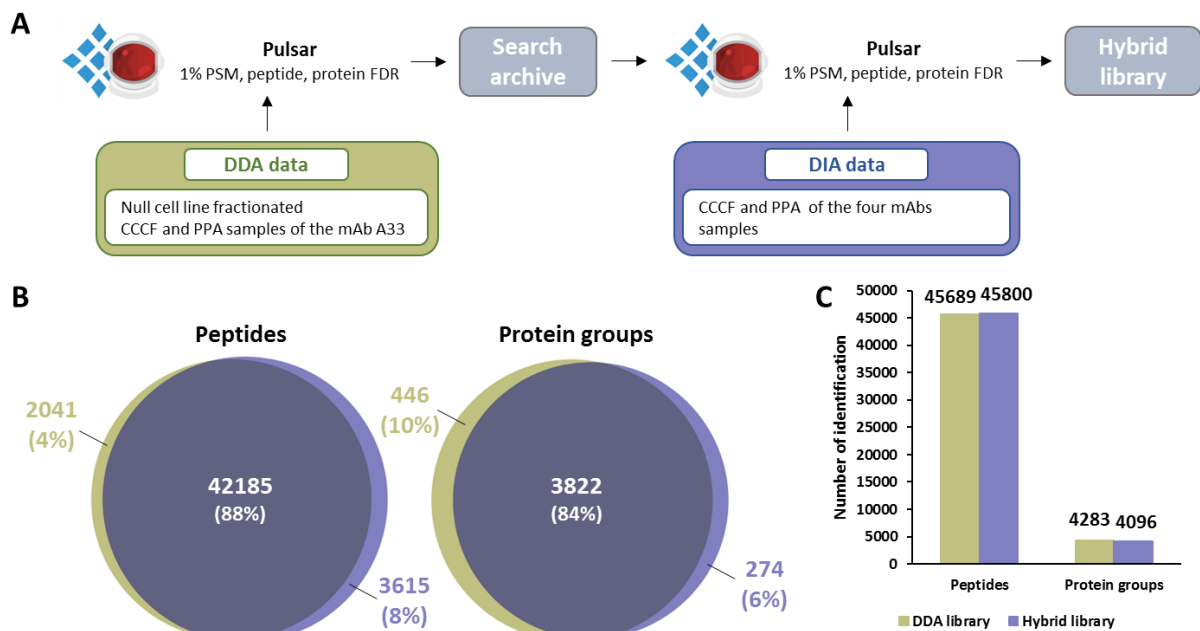 A
Pulsar
1% PSM, peptide, protein FDR
Search
archive
Pulsar
1% PSM, peptide, protein FDR
Hybrid
library
DDA data
Null cell line fractionated
CCCF and PPA samples of the mAb A33
DIA data
CCCF and PPA of the four mAbs
samples
B
Peptides
2041
(4%)
42185
(88%)
3615
(8%)
Protein groups
446
(10%)
3822
(84%)
274
(6%)
C
Number of identification
50000
45000
40000
35000
30000
25000
20000
15000
10000
5000
0
45689
45800
4283
4096
Peptides
Protein groups
DDA library
Hybrid library